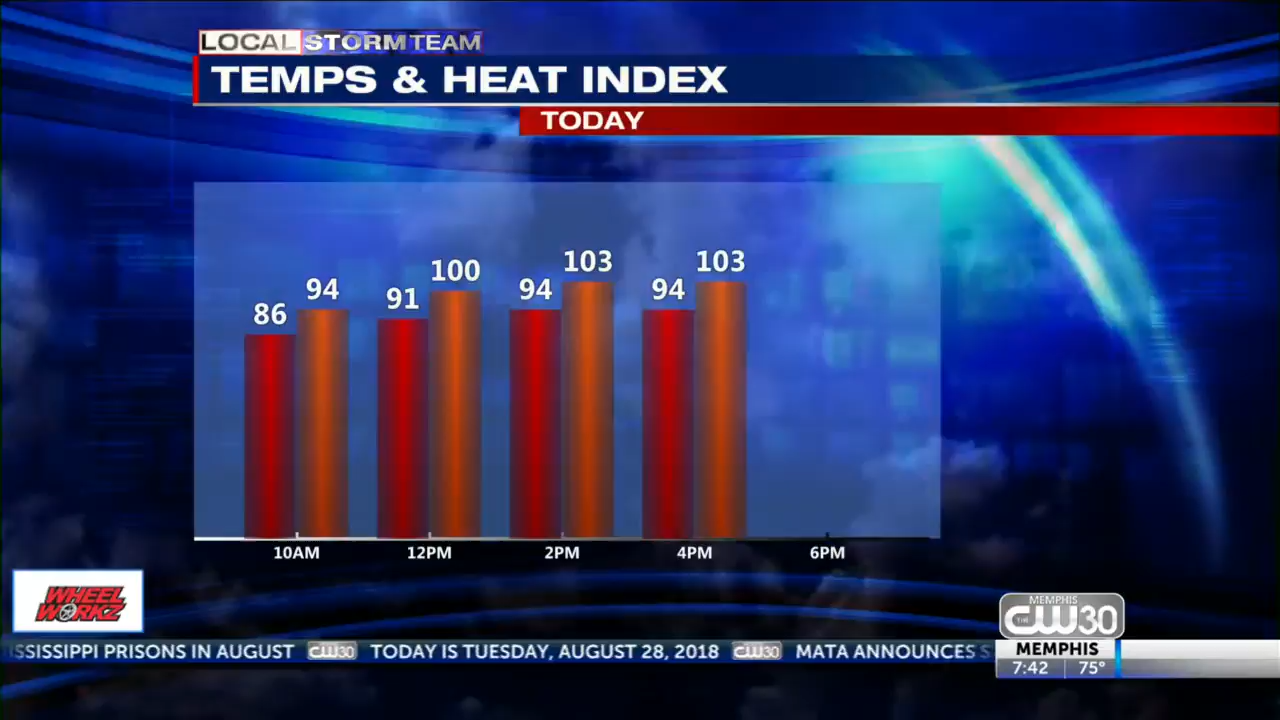 LOCAL STORM TEAM
TEMPS & HEAT INDEX
TODAY
86 94 91 100 94 103 94 103
10AM 12PM 2PM 4PM 6PM
WHEEL
WORKZ
MEMPHIS
THE CW30
SSISSIPPI PRISONS IN AUGUST CW30 TODAY IS TUESDAY, AUGUST 28, 2018 CW30 MATA ANNOUNCES S
MEMPHIS
7:42 75°